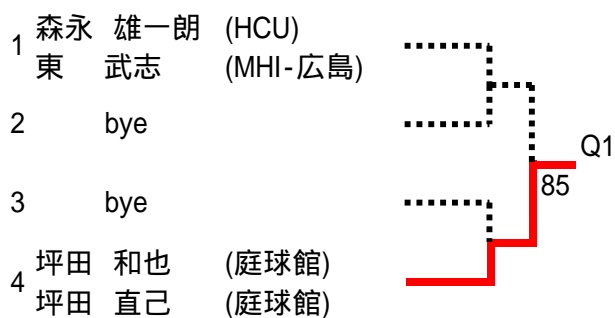 1 森永 雄一朗 (HCU)
東 武志 (MHI-広島)
2 bye
Q1
85
3 bye
4 坪田 和也 (庭球館)
坪田 直己 (庭球館)